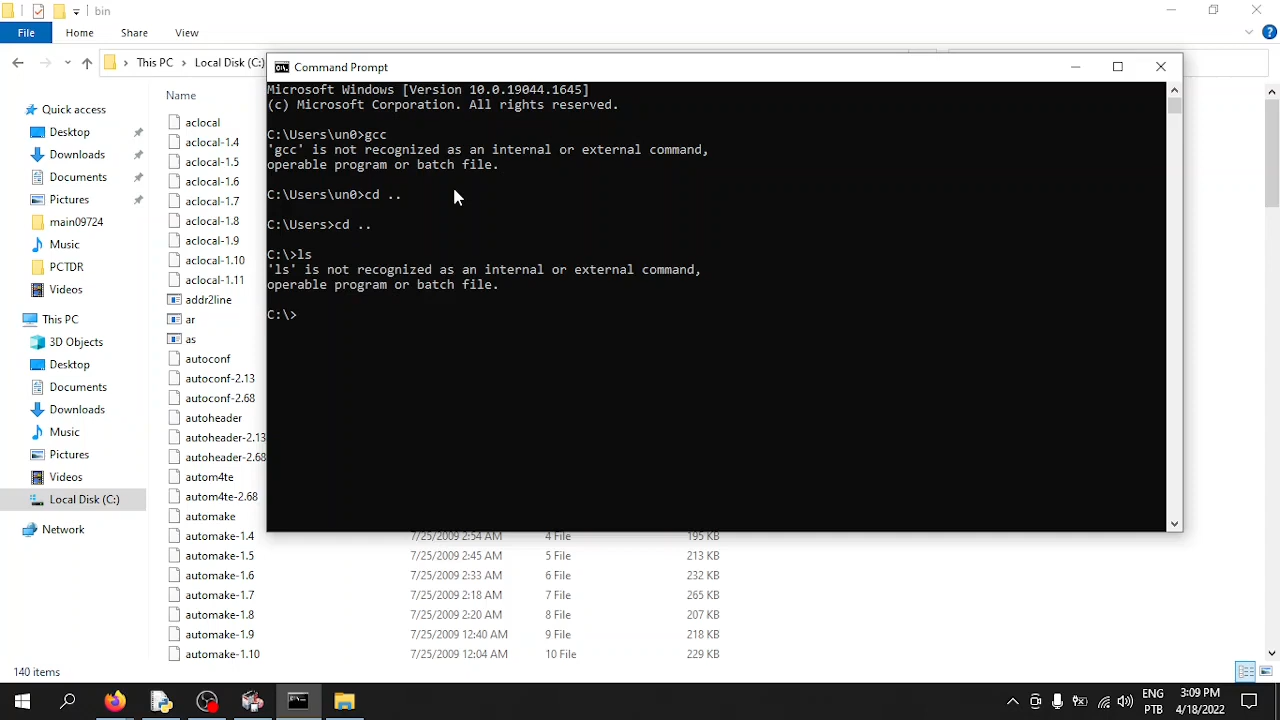 bin
File
Home
Share
View
This PC
Local Disk (C:)
Command Prompt
Microsoft Windows [Version 10.0.19044.1645]
(c) Microsoft Corporation. All rights reserved.
C:\Users\un0>gcc
'gcc' is not recognized as an internal or external command,
operable program or batch file.
C:\Users\un0>cd ..
C:\Users>cd ..
C:\>ls
'ls' is not recognized as an internal or external command,
operable program or batch file.
C:\>
Quick access
Desktop
Downloads
Documents
Pictures
main09724
Music
PCTDR
Videos
This PC
3D Objects
Desktop
Documents
Downloads
Music
Pictures
Videos
Local Disk (C:)
Network
Name
aclocal
aclocal-1.4
aclocal-1.5
aclocal-1.6
aclocal-1.7
aclocal-1.8
aclocal-1.9
aclocal-1.10
aclocal-1.11
addr2line
ar
as
autoconf
autoconf-2.13
autoconf-2.68
autoheader
autoheader-2.13
autoheader-2.68
autom4te
autom4te-2.68
automake
automake-1.4 7/25/2009 2:54 AM 4 File 195 KB
automake-1.5 7/25/2009 2:45 AM 5 File 213 KB
automake-1.6 7/25/2009 2:33 AM 6 File 232 KB
automake-1.7 7/25/2009 2:18 AM 7 File 265 KB
automake-1.8 7/25/2009 2:20 AM 8 File 207 KB
automake-1.9 7/25/2009 12:40 AM 9 File 218 KB
automake-1.10 7/25/2009 12:04 AM 10 File 229 KB
140 items
ENG
PTB
3:09 PM
4/18/2022